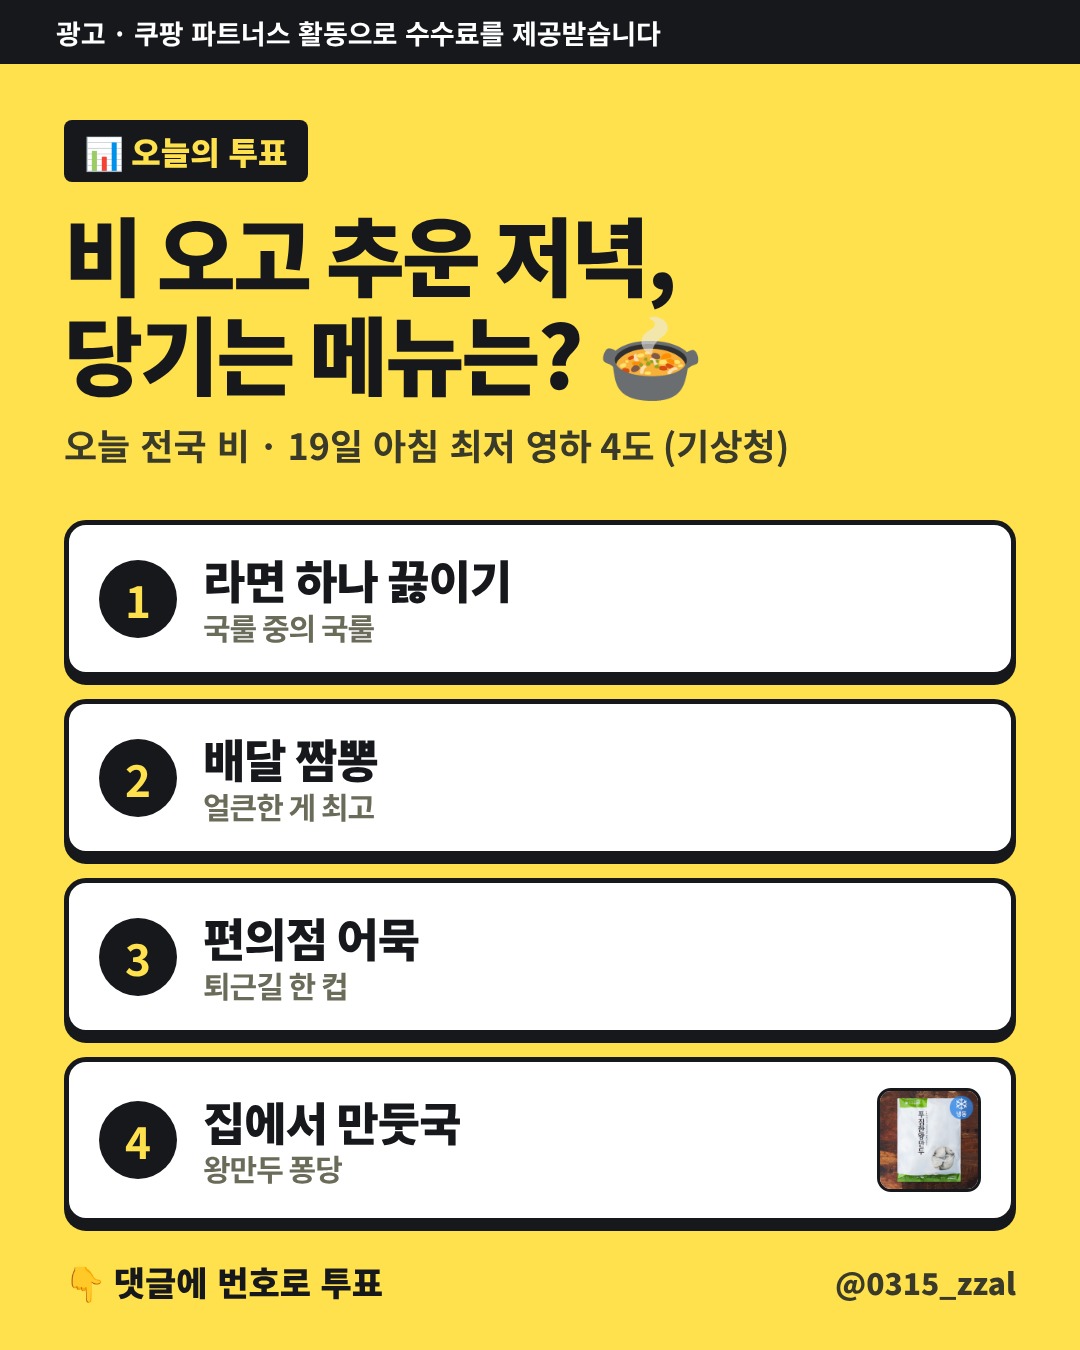 광고 · 쿠팡 파트너스 활동으로 수수료를 제공받습니다
📊 오늘의 투표
비 오고 추운 저녁,
당기는 메뉴는? 🍲
오늘 전국 비 · 19일 아침 최저 영하 4도 (기상청)
1
라면 하나 끓이기
국룰 중의 국룰
2
배달 짬뽕
얼큰한 게 최고
3
편의점 어묵
퇴근길 한 컵
4
집에서 만둣국
왕만두 퐁당
냉동
👇 댓글에 번호로 투표
@0315_zzal